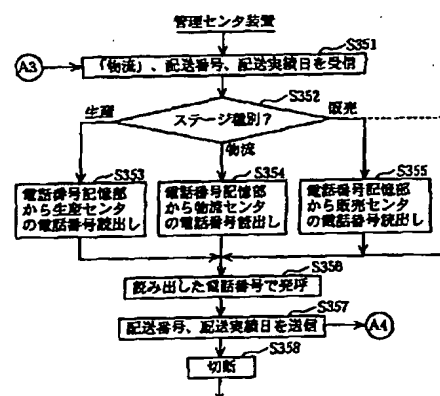 管理センタ装置
S351
A3
「物流」、配送番号、配送実績日を受信
S352
生産
ステージ種別?
販売
物流
S353
電話番号記憶部
から生産センタ
の電話番号読出し
S354
電話番号記憶部
から物流センタ
の電話番号読出し
S355
電話番号記憶部
から販売センタ
の電話番号読出し
S356
読み出した電話番号で発呼
S357
配送番号、配送実績日を送信
A4
S358
切断